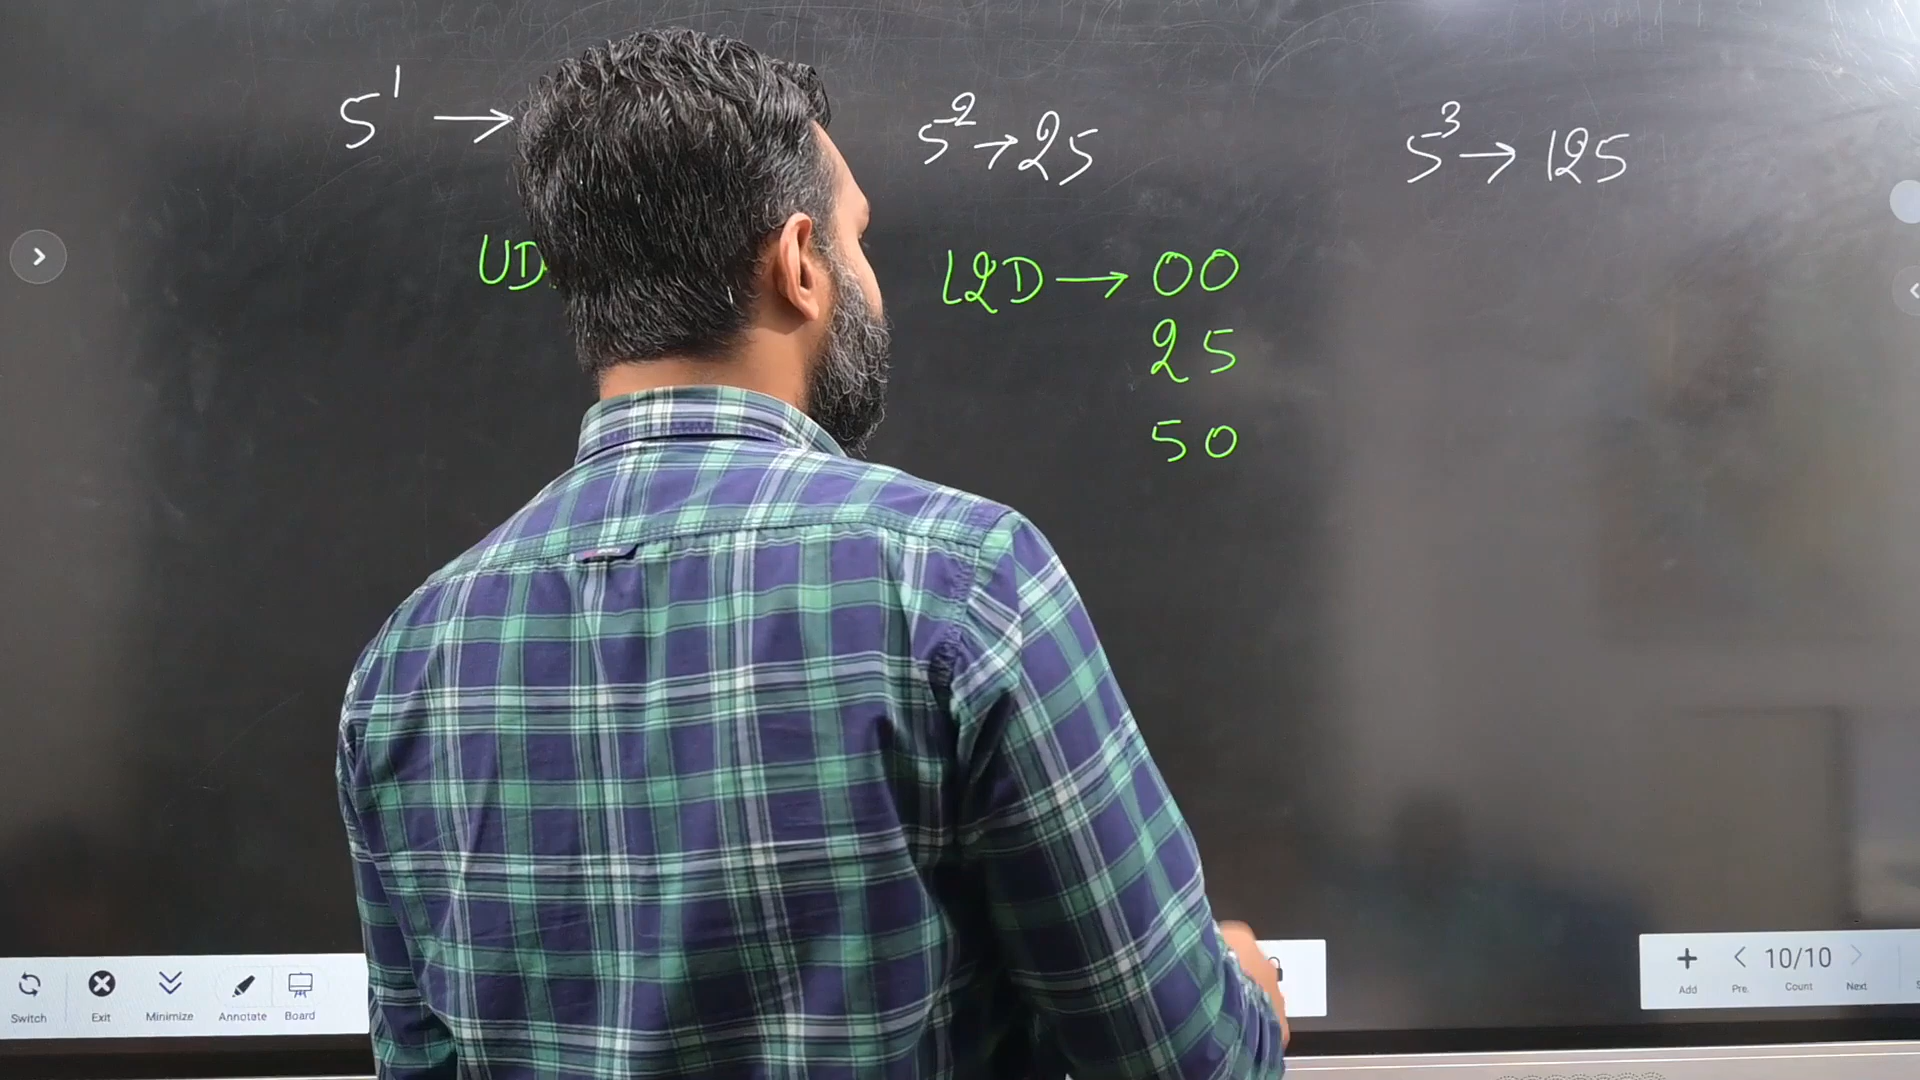 5¹ →
5² → 25
5³ → 125
UD
L2D → 00
25
50
Switch
Exit
Minimize
Annotate
Board
Add
Pre.
10/10
Count
Next